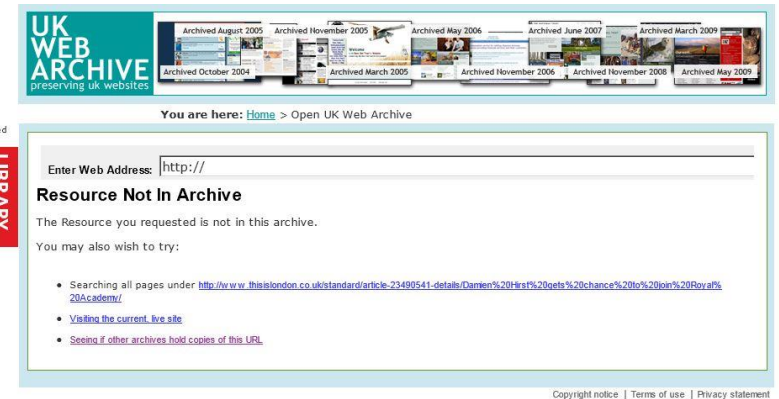 UK
WEB
ARCHIVE
preserving uk websites
Archived August 2005 Archived November 2005 Archived May 2006 Archived June 2007 Archived March 2009
Archived October 2004 Archived March 2005 Archived November 2006 Archived November 2008 Archived May 2009
You are here: Home > Open UK Web Archive
ed
LIBRARY
Enter Web Address: http://
Resource Not In Archive
The Resource you requested is not in this archive.
You may also wish to try:
Searching all pages under http://www.thisislondon.co.uk/standard/article-23490541-details/Damien%20Hirst%20gets%20chance%20to%20join%20Royal%
20Academy/
Visiting the current, live site
Seeing if other archives hold copies of this URL
Copyright notice | Terms of use | Privacy statement